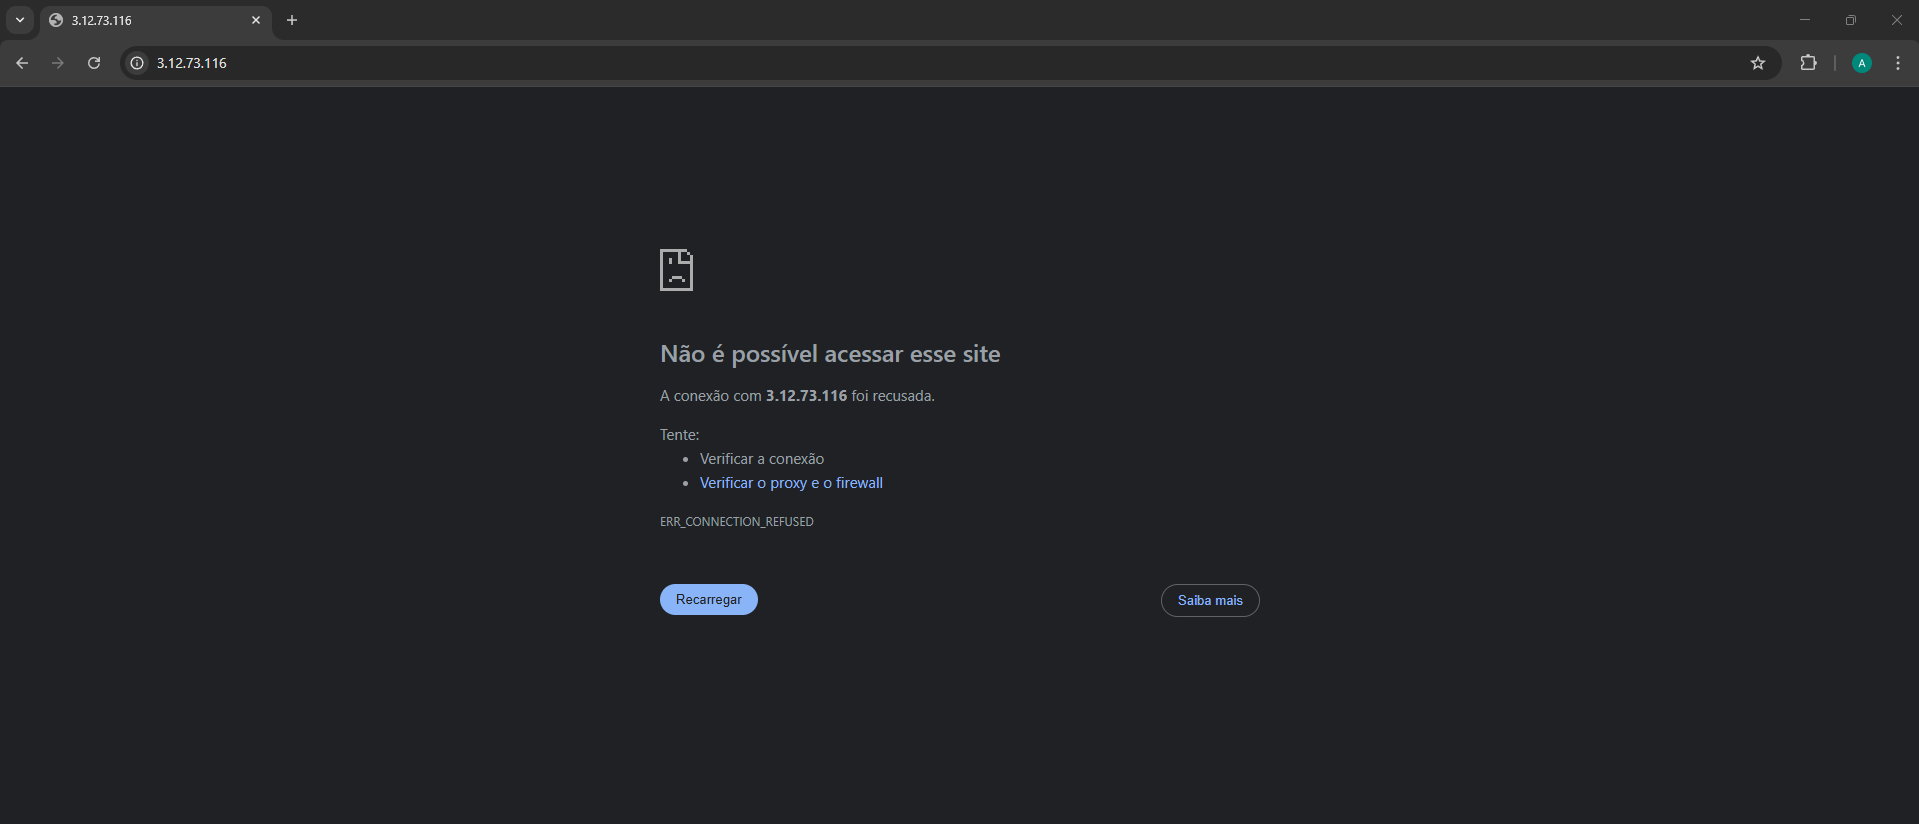 3.12.73.116
3.12.73.116
A
Não é possível acessar esse site
A conexão com 3.12.73.116 foi recusada.
Tente:
• Verificar a conexão
• Verificar o proxy e o firewall
ERR_CONNECTION_REFUSED
Recarregar
Saiba mais